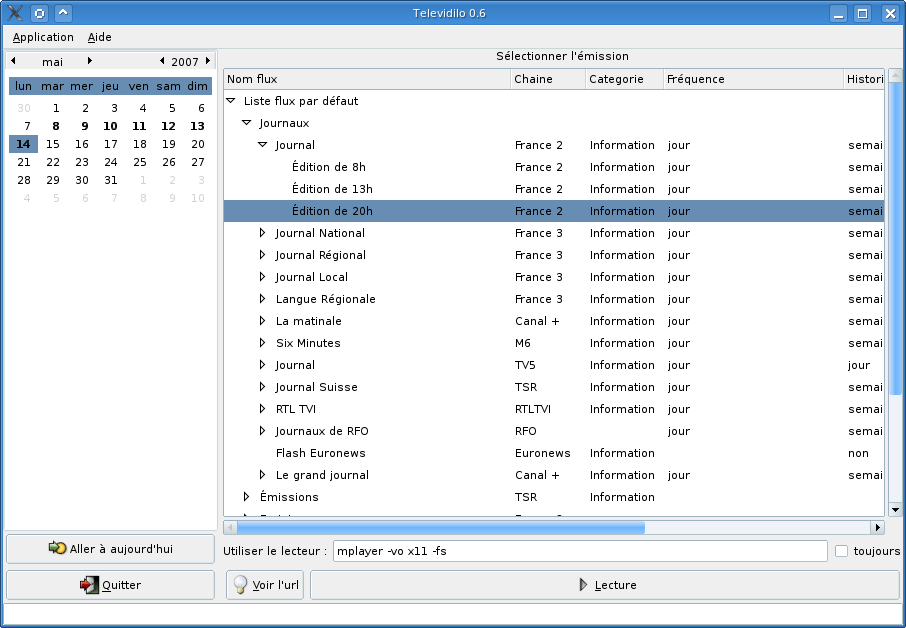 Televidilo 0.6
Application Aide
mai 2007
lun mar mer jeu ven sam dim
30 1 2 3 4 5 6
7 8 9 10 11 12 13
14 15 16 17 18 19 20
21 22 23 24 25 26 27
28 29 30 31 1 2 3
4 5 6 7 8 9 10
Sélectionner l'émission
Nom flux Chaine Categorie Fréquence Histori
Liste flux par défaut
Journaux
Journal France 2 Information jour semai
Édition de 8h France 2 Information jour semai
Édition de 13h France 2 Information jour semai
Édition de 20h France 2 Information jour semai
Journal National France 3 Information jour semai
Journal Régional France 3 Information jour semai
Journal Local France 3 Information jour semai
Langue Régionale France 3 Information jour semai
La matinale Canal + Information jour semai
Six Minutes M6 Information jour semai
Journal TV5 Information jour jour
Journal Suisse TSR Information jour semai
RTL TVI RTLTVI Information jour semai
Journaux de RFO RFO jour semai
Flash Euronews Euronews Information non
Le grand journal Canal + Information jour semai
Émissions TSR Information
Aller à aujourd'hui
Utiliser le lecteur : mplayer -vo x11 -fs toujours
Quitter Voir l'url Lecture